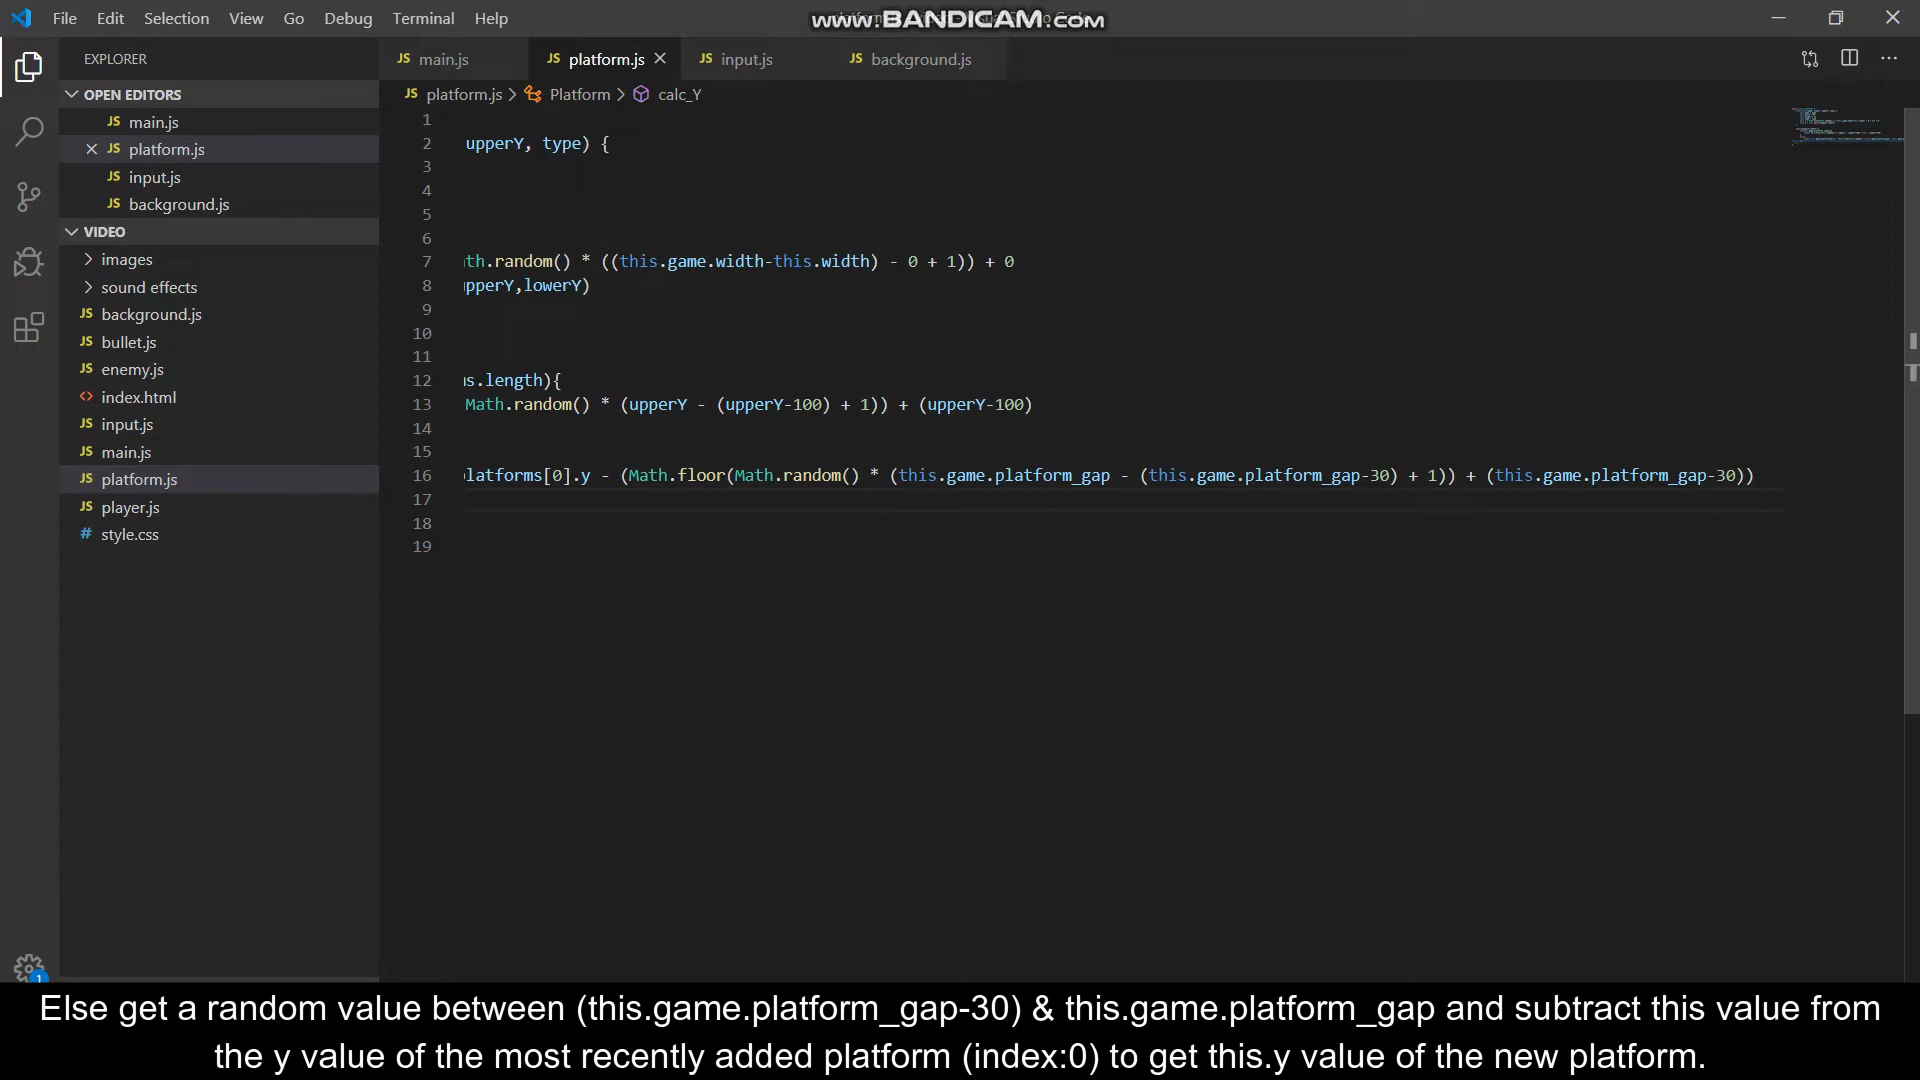 File Edit Selection View Go Debug Terminal Help
www.BANDICAM.com
EXPLORER
JS main.js
JS platform.js
JS input.js
JS background.js
OPEN EDITORS
JS main.js
JS platform.js
JS input.js
JS background.js
VIDEO
images
sound effects
JS background.js
JS bullet.js
JS enemy.js
<> index.html
JS input.js
JS main.js
JS platform.js
JS player.js
# style.css
1
JS platform.js > Platform > calc_Y
1
2 upperY, type) {
3
4
5
6
7 th.random() * ((this.game.width-this.width) - 0 + 1)) + 0
8 pperY,lowerY)
9
10
11
12 s.length){
13 Math.random() * (upperY - (upperY-100) + 1)) + (upperY-100)
14
15
16 latforms[0].y - (Math.floor(Math.random() * (this.game.platform_gap - (this.game.platform_gap-30) + 1)) + (this.game.platform_gap-30))
17
18
19
Else get a random value between (this.game.platform_gap-30) & this.game.platform_gap and subtract this value from
the y value of the most recently added platform (index:0) to get this.y value of the new platform.